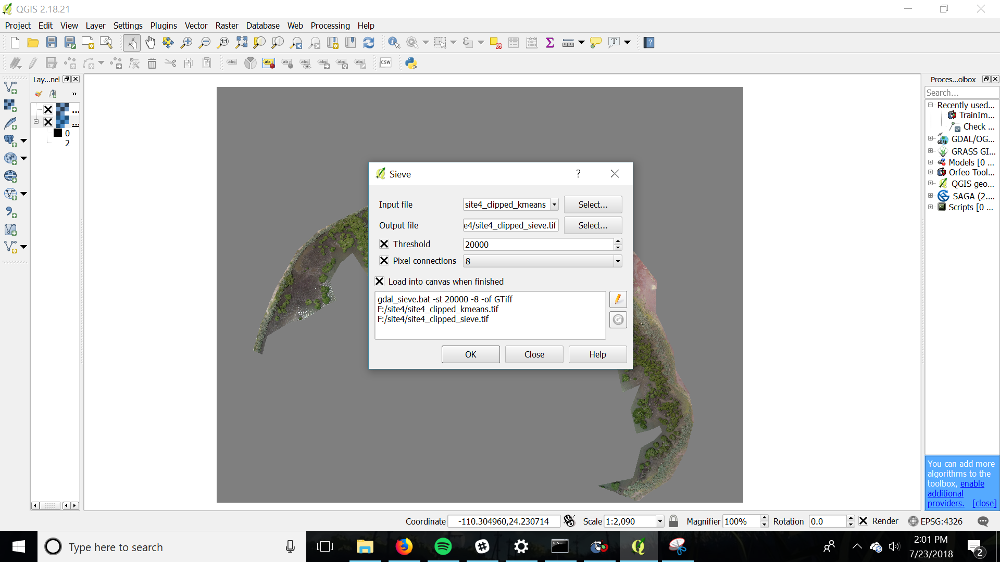 QGIS 2.18.21
Project Edit View Layer Settings Plugins Vector Raster Database Web Processing Help
Lay...nel
0
2
Sieve
Input file site4_clipped_kmeans Select...
Output file e4/site4_clipped_sieve.tif Select...
Threshold 20000
Pixel connections 8
Load into canvas when finished
gdal_sieve.bat -st 20000 -8 -of GTiff
F:/site4/site4_clipped_kmeans.tif
F:/site4/site4_clipped_sieve.tif
OK Close Help
Proces...olbox
Search...
Recently used...
TrainIm...
Check ...
GDAL/OG...
GRASS GI...
Models [0 ...
Orfeo Tool...
QGIS geo...
SAGA (2....
Scripts [0 ...
You can add more
algorithms to the
toolbox, enable
additional
providers. [close]
Coordinate -110.304960,24.230714 Scale 1:2,090 Magnifier 100% Rotation 0.0 Render EPSG:4326
Type here to search
2:01 PM
7/23/2018
2